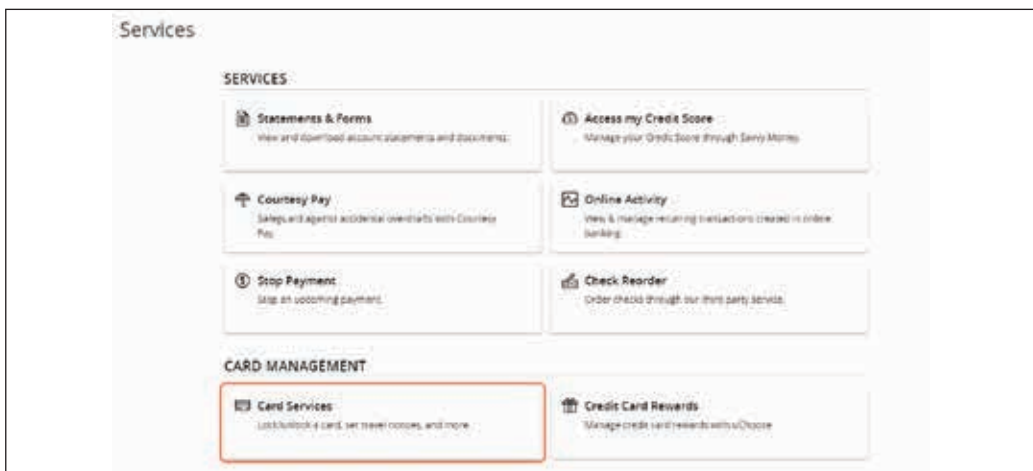 Services
SERVICES
Statements & Forms
View and download account statements and documents.
Access my Credit Score
Manage your Credit Score through Savvy Money.
Courtesy Pay
Safeguard against accidental overdrafts with Courtesy
Pay.
Online Activity
View & manage recurring transactions created in online
banking.
Stop Payment
Stop an upcoming payment.
Check Reorder
Order checks through our third party service.
CARD MANAGEMENT
Card Services
Lock/unlock a card, set travel notices, and more
Credit Card Rewards
Manage credit card rewards with uChoose